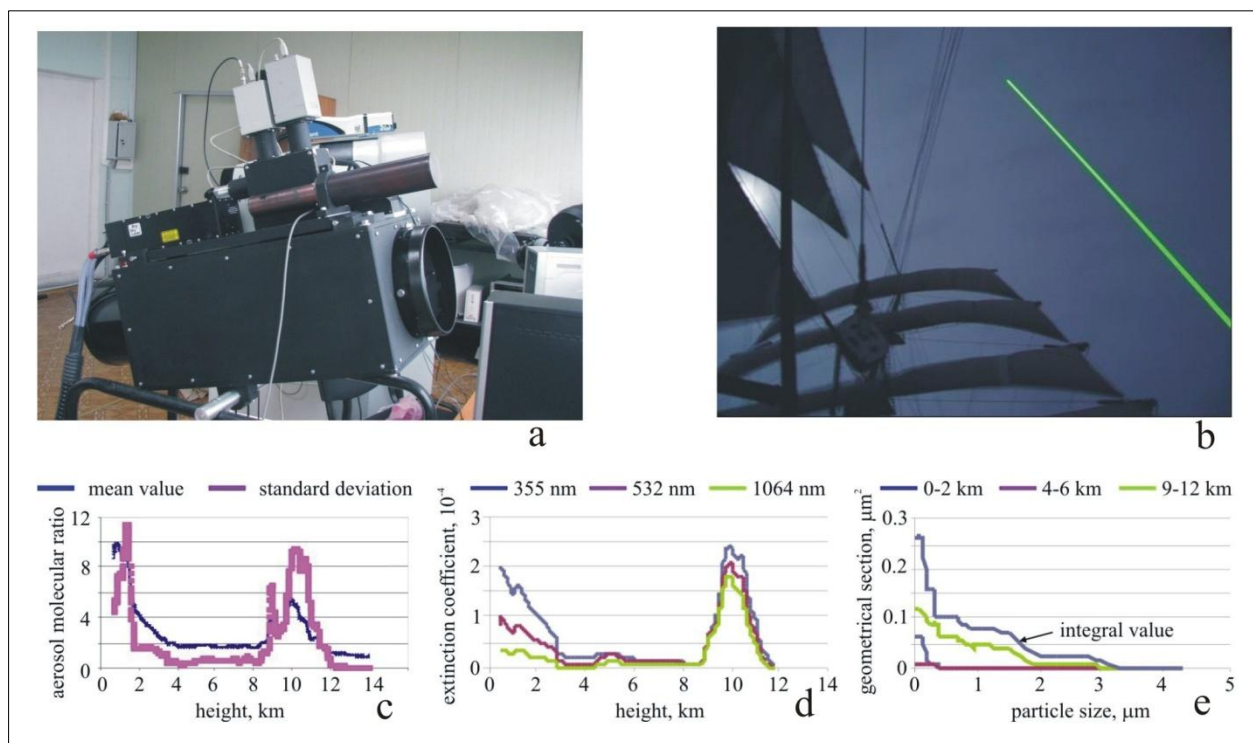 a
b
mean value standard deviation
aerosol molecular ratio
12
8
4
0
0 2 4 6 8 10 12 14
height, km
c
355 nm 532 nm 1064 nm
extinction coefficient, 10⁻⁴
3
2
1
0
0 2 4 6 8 10 12 14
height, km
d
0-2 km 4-6 km 9-12 km
geometrical section, μm²
0.3
0.2
0.1
0
integral value
0 1 2 3 4 5
particle size, μm
e